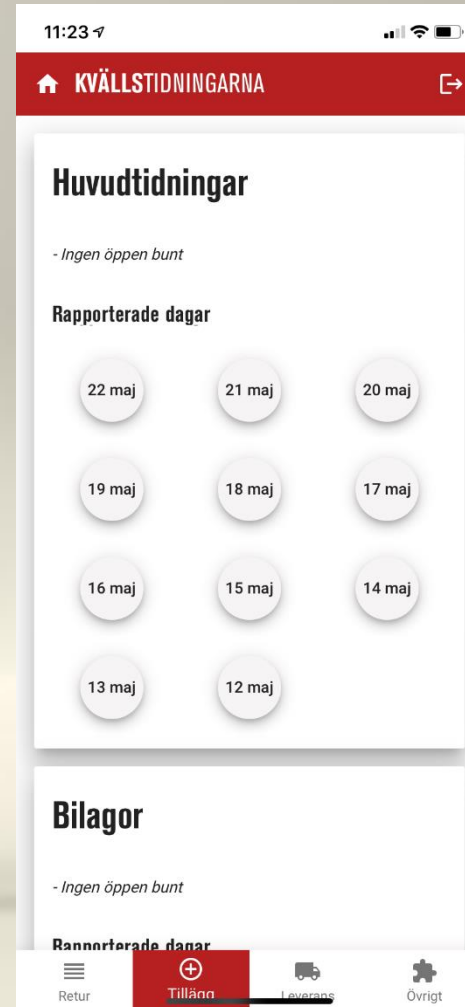 11:23
KVÄLLSTIDNINGARNA
Huvudtidningar
- Ingen öppen bunt
Rapporterade dagar
22 maj 21 maj 20 maj
19 maj 18 maj 17 maj
16 maj 15 maj 14 maj
13 maj 12 maj
Bilagor
- Ingen öppen bunt
Rapporterade dagar
Retur Tillägg Leverans Övrigt